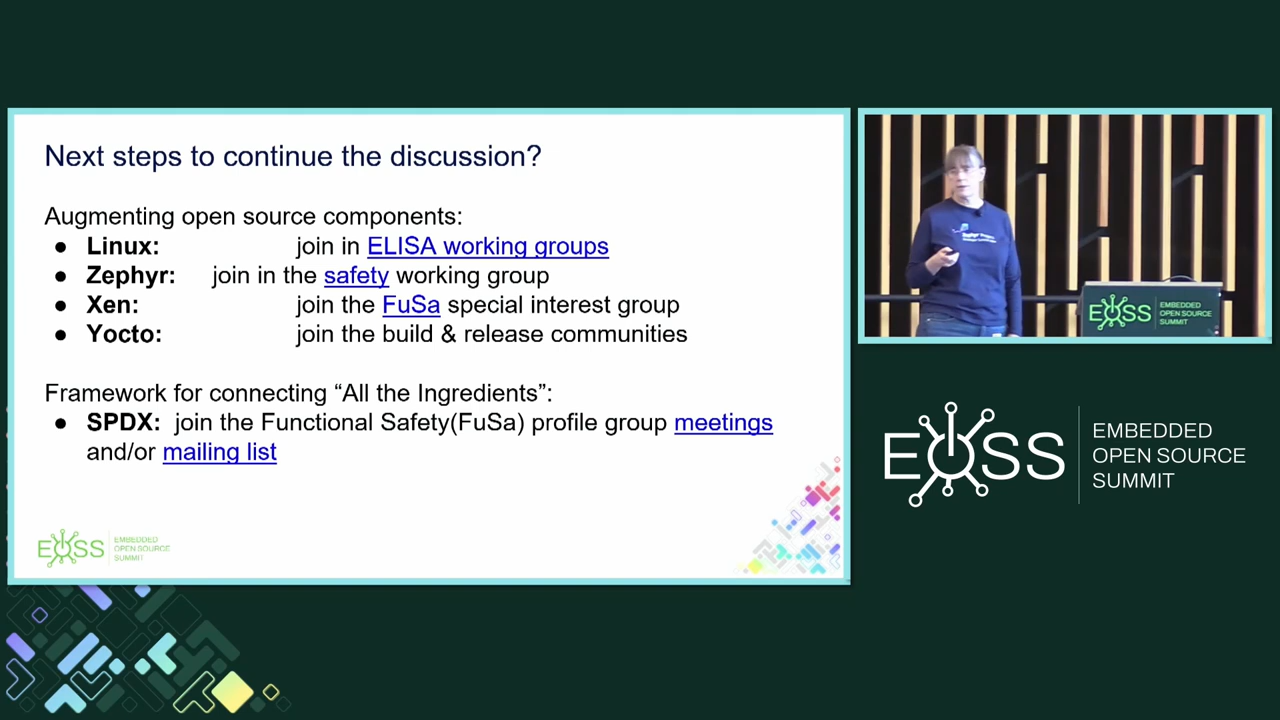 Next steps to continue the discussion?
Augmenting open source components:
● Linux: join in ELISA working groups
● Zephyr: join in the safety working group
● Xen: join the FuSa special interest group
● Yocto: join the build & release communities
Framework for connecting “All the Ingredients”:
● SPDX: join the Functional Safety(FuSa) profile group meetings
and/or mailing list
EOSS
EMBEDDED
OPEN SOURCE
SUMMIT
EOSS
EMBEDDED
OPEN SOURCE
SUMMIT
EOSS
EMBEDDED
OPEN SOURCE
SUMMIT